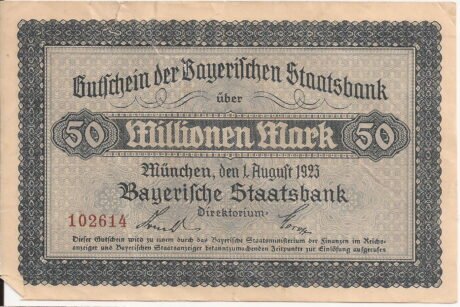 Gutschein der Bayerischen Staatsbank
über
50 Millionen Mark 50
München, den 1. August 1923
Bayerische Staatsbank
Direktorium:
102614
Dieser Gutschein wird zu einem durch das Bayer. Staatsministerium der Finanzen im Reichs-
anzeiger und Bayerischen Staatsanzeiger bekanntzumachenden Zeitpunkte zur Einlösung aufgerufen